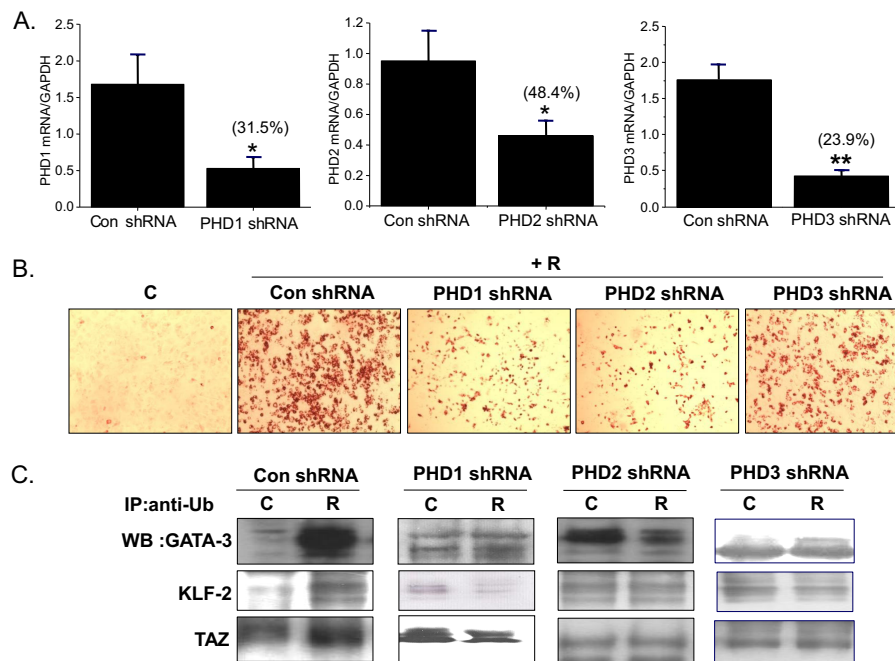 A.
PHD1 mRNA/GAPDH
2.5
2.0
1.5
1.0
0.5
0.0
(31.5%)
*
Con shRNA
PHD1 shRNA
PHD2 mRNA/GAPDH
1.2
1.0
0.8
0.6
0.4
0.2
0.0
(48.4%)
*
Con shRNA
PHD2 shRNA
PHD3 mRNA/GAPDH
2.5
2.0
1.5
1.0
0.5
0.0
(23.9%)
**
Con shRNA
PHD3 shRNA
B.
+ R
C
Con shRNA
PHD1 shRNA
PHD2 shRNA
PHD3 shRNA
C.
Con shRNA
PHD1 shRNA
PHD2 shRNA
PHD3 shRNA
IP:anti-Ub
C
R
C
R
C
R
C
R
WB :GATA-3
KLF-2
TAZ